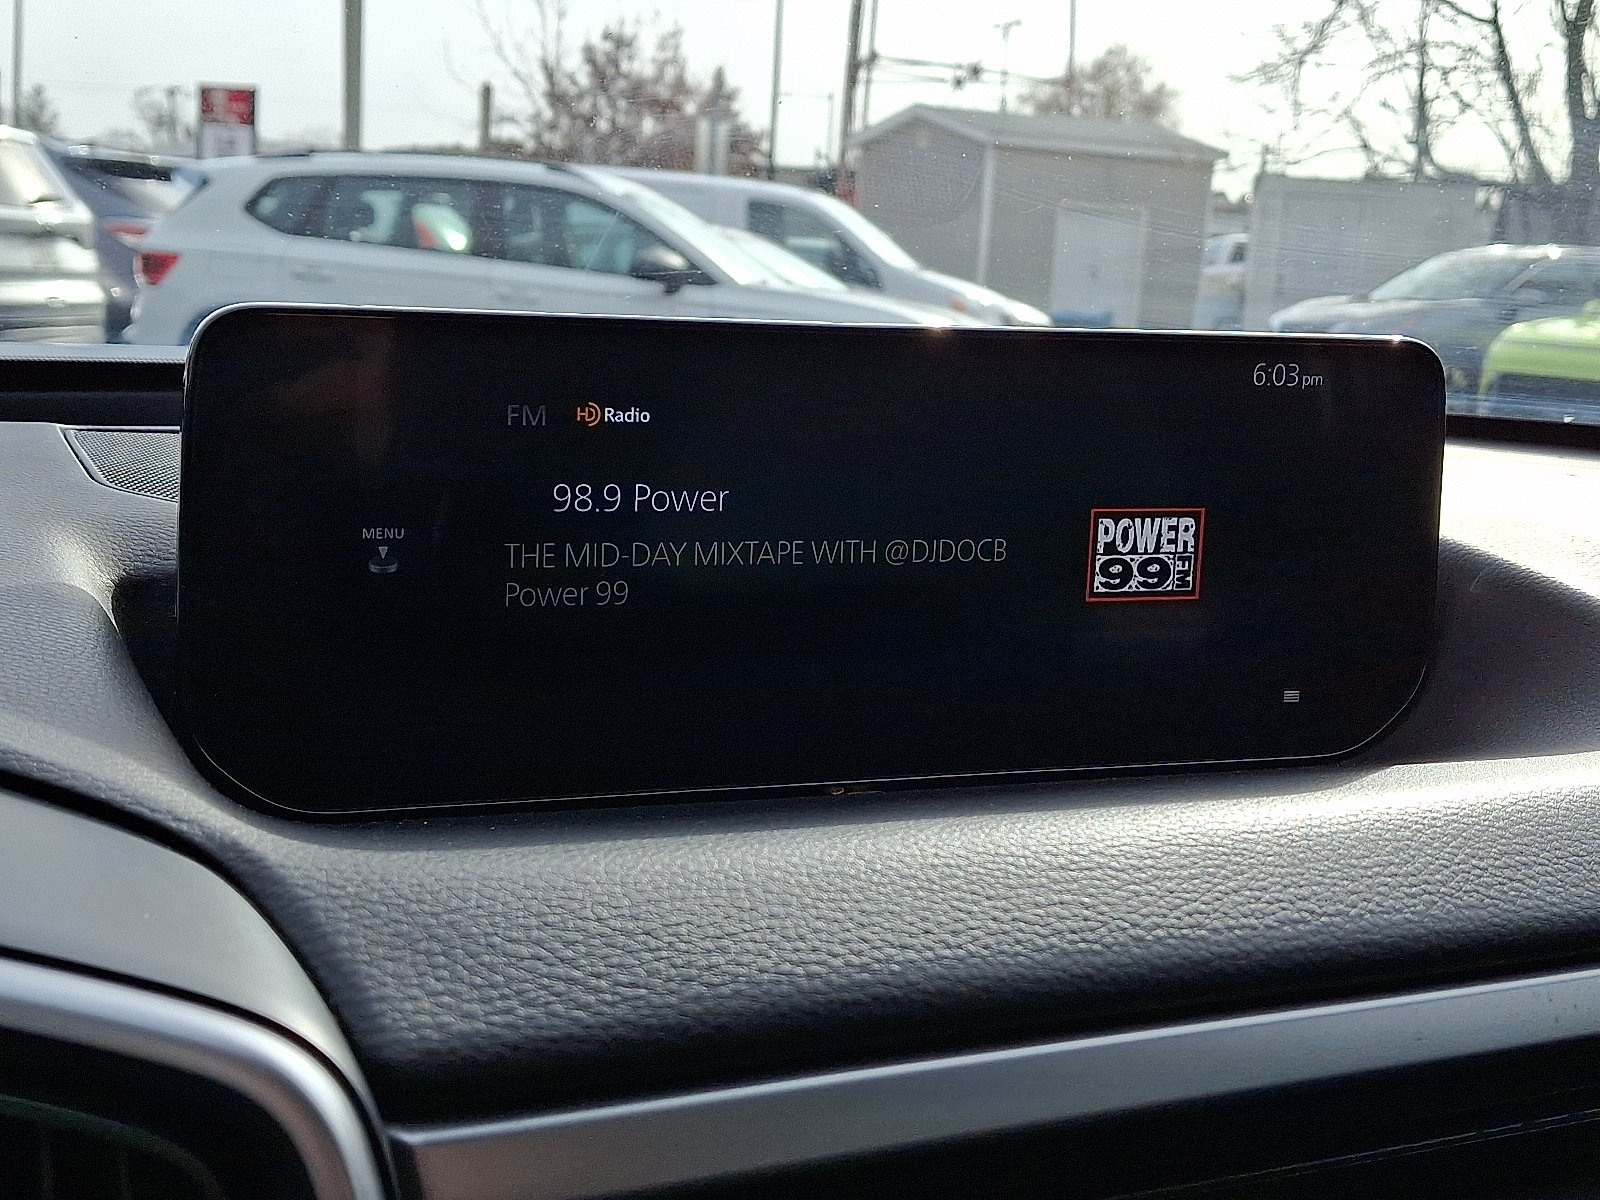 6:03 pm
FM HD Radio
98.9 Power
MENU
THE MID-DAY MIXTAPE WITH @DJDOCB
Power 99
POWER
99 FM